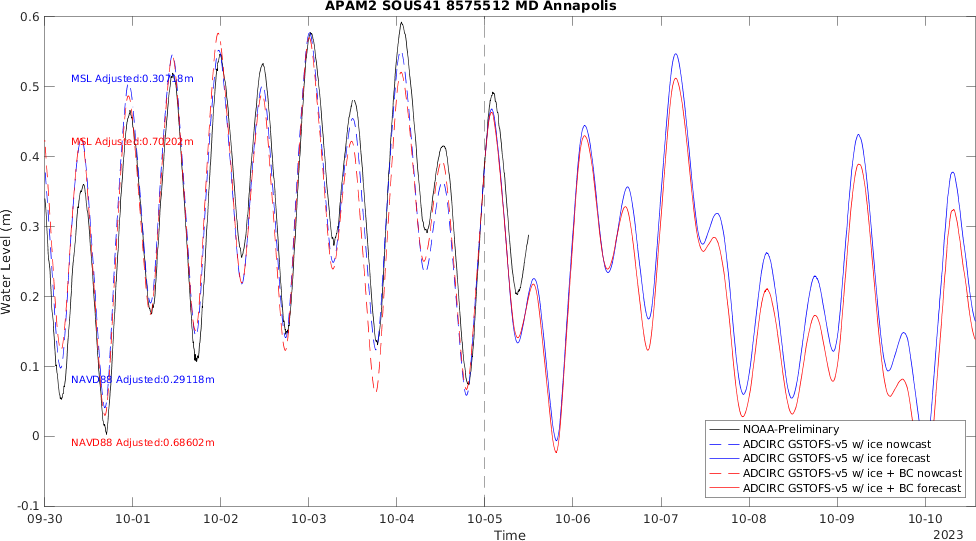 APAM2 SOUS41 8575512 MD Annapolis
0.6
0.5
0.4
0.3
0.2
0.1
0
-0.1
Water Level (m)
MSL Adjusted:0.30718m
MSL Adjusted:0.70202m
NAVD88 Adjusted:0.29118m
NAVD88 Adjusted:0.68602m
NOAA-Preliminary
ADCIRC GSTOFS-v5 w/ ice nowcast
ADCIRC GSTOFS-v5 w/ ice forecast
ADCIRC GSTOFS-v5 w/ ice + BC nowcast
ADCIRC GSTOFS-v5 w/ ice + BC forecast
09-30 10-01 10-02 10-03 10-04 10-05 10-06 10-07 10-08 10-09 10-10
Time
2023